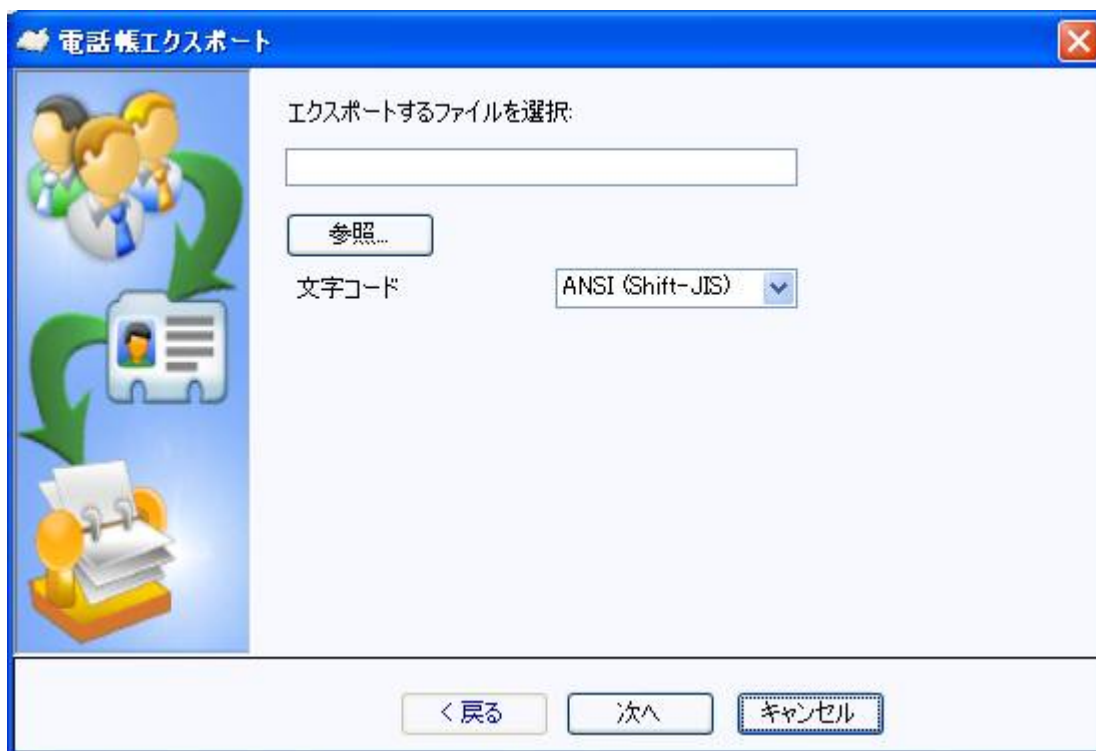 電話帳エクスポート
エクスポートするファイルを選択:
参照...
文字コード
ANSI (Shift-JIS)
< 戻る
次へ
キャンセル